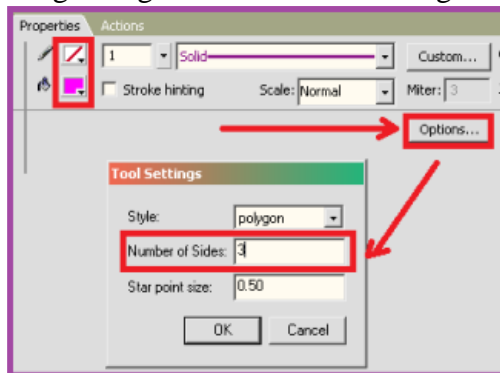 Properties Actions
1 Solid Custom...
Stroke hinting Scale: Normal Miter: 3
Options...
Tool Settings
Style: polygon
Number of Sides: 3
Star point size: 0.50
OK Cancel